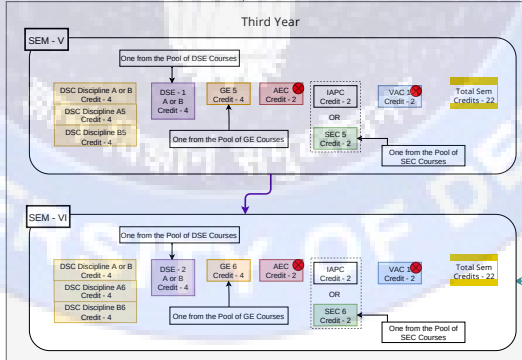 Third Year
SEM - V
One from the Pool of DSE Courses
DSC Discipline A or B
Credit - 4
DSC Discipline A5
Credit - 4
DSC Discipline B5
Credit - 4
DSE - 1
A or B
Credit - 4
GE 5
Credit - 4
AEC
Credit - 2
IAPC
Credit - 2
OR
SEC 5
Credit - 2
VAC 1
Credit - 2
Total Sem
Credits - 22
One from the Pool of GE Courses
One from the Pool of
SEC Courses
SEM - VI
One from the Pool of DSE Courses
DSC Discipline A or B
Credit - 4
DSC Discipline A6
Credit - 4
DSC Discipline B6
Credit - 4
DSE - 2
A or B
Credit - 4
GE 6
Credit - 4
AEC
Credit - 2
IAPC
Credit - 2
OR
SEC 6
Credit - 2
VAC 1
Credit - 2
Total Sem
Credits - 22
One from the Pool of GE Courses
One from the Pool of
SEC Courses